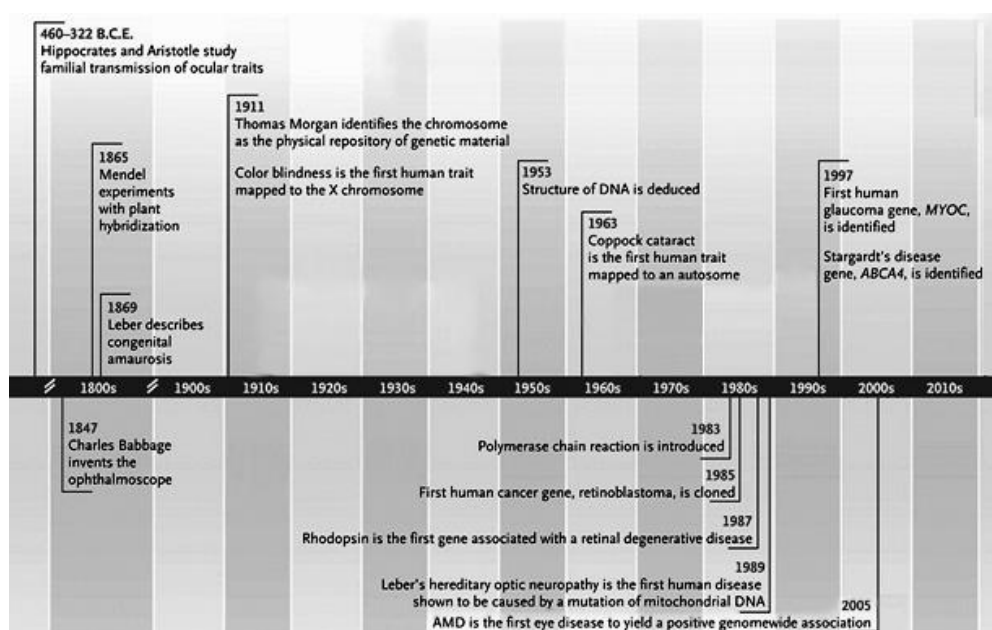 460–322 B.C.E.
Hippocrates and Aristotle study
familial transmission of ocular traits
1911
Thomas Morgan identifies the chromosome
as the physical repository of genetic material
Color blindness is the first human trait
mapped to the X chromosome
1865
Mendel
experiments
with plant
hybridization
1953
Structure of DNA is deduced
1997
First human
glaucoma gene, MYOC,
is identified
Stargardt's disease
gene, ABCA4, is identified
1963
Coppock cataract
is the first human trait
mapped to an autosome
1869
Leber describes
congenital
amaurosis
1800s 1900s 1910s 1920s 1930s 1940s 1950s 1960s 1970s 1980s 1990s 2000s 2010s
1847
Charles Babbage
invents the
ophthalmoscope
1983
Polymerase chain reaction is introduced
1985
First human cancer gene, retinoblastoma, is cloned
1987
Rhodopsin is the first gene associated with a retinal degenerative disease
1989
Leber's hereditary optic neuropathy is the first human disease
shown to be caused by a mutation of mitochondrial DNA
2005
AMD is the first eye disease to yield a positive genomewide association